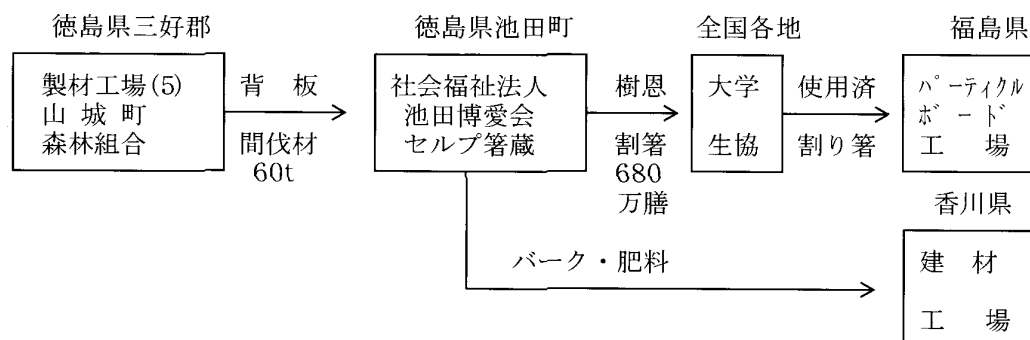 徳島県三好郡
製材工場(5)
山城町
森林組合
背 板
間伐材
60t
徳島県池田町
社会福祉法人
池田博愛会
セルプ箸蔵
樹恩
割箸
680
万膳
全国各地
大学
生協
使用済
割り箸
福島県
パーティクル
ボード
工 場
バーク・肥料
香川県
建 材
工 場